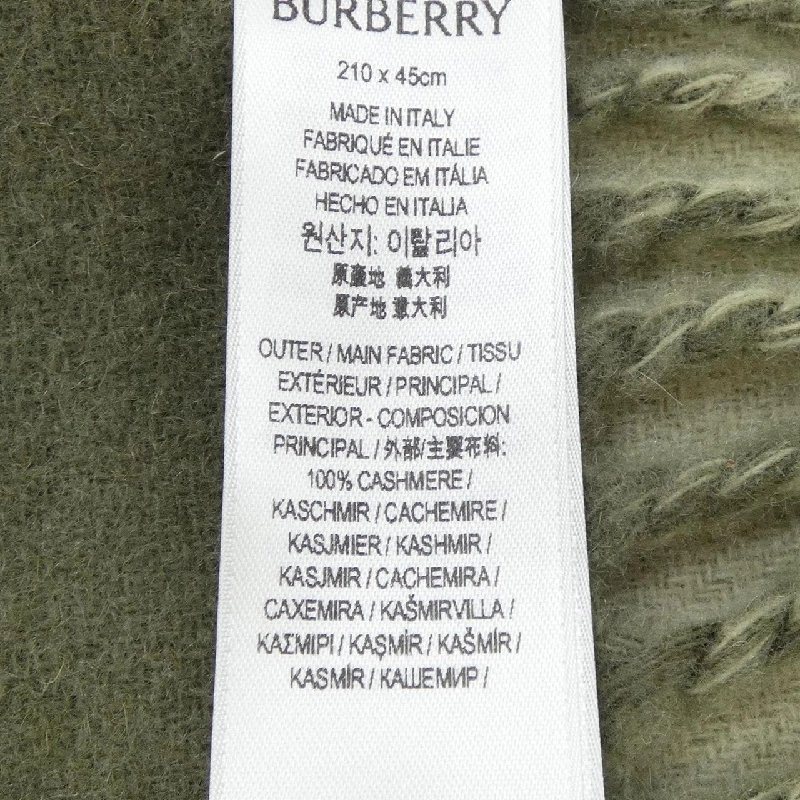 BURBERRY
210 x 45cm
MADE IN ITALY
FABRIQUÉ EN ITALIE
FABRICADO EM ITÁLIA
HECHO EN ITALIA
원산지: 이탈리아
原產地 義大利
原产地 意大利
OUTER / MAIN FABRIC / TISSU
EXTÉRIEUR / PRINCIPAL /
EXTERIOR - COMPOSICION
PRINCIPAL / 外部/主要布料:
100% CASHMERE /
KASCHMIR / CACHEMIRE /
KASJMIER / KASHMIR /
KASJMIR / CACHEMIRA /
CAXEMIRA / KAŠMIRVILLA /
ΚΑΣΜΙΡΙ / KAŞMİR / KAŠMÍR /
KASMÍR / КАШЕМИР /